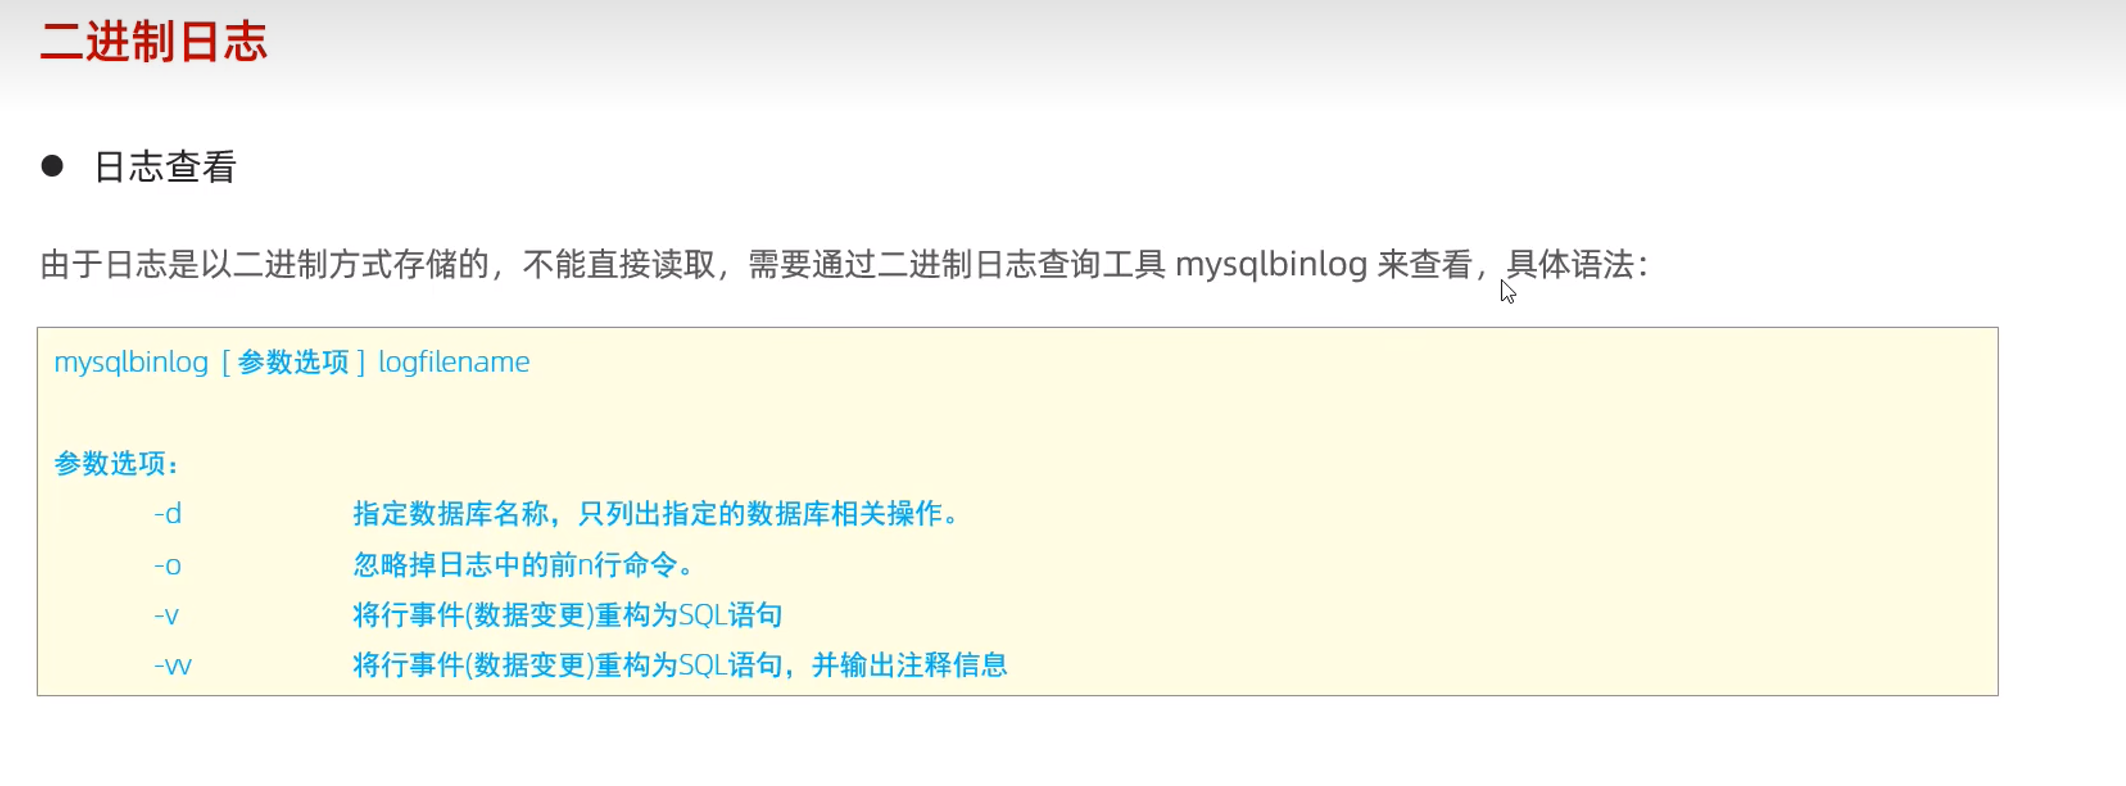 二进制日志
● 日志查看
由于日志是以二进制方式存储的，不能直接读取，需要通过二进制日志查询工具 mysqlbinlog 来查看，具体语法：
mysqlbinlog [ 参数选项 ] logfilename
参数选项：
-d 指定数据库名称，只列出指定的数据库相关操作。
-o 忽略掉日志中的前n行命令。
-v 将行事件(数据变更)重构为SQL语句
-vv 将行事件(数据变更)重构为SQL语句，并输出注释信息